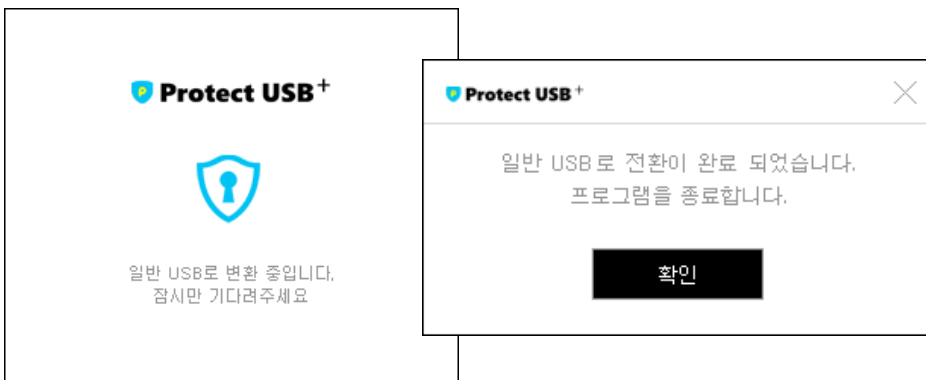 Protect USB+
일반 USB로 변환 중입니다.
잠시만 기다려주세요
Protect USB+
일반 USB로 전환이 완료 되었습니다.
프로그램을 종료합니다.
확인